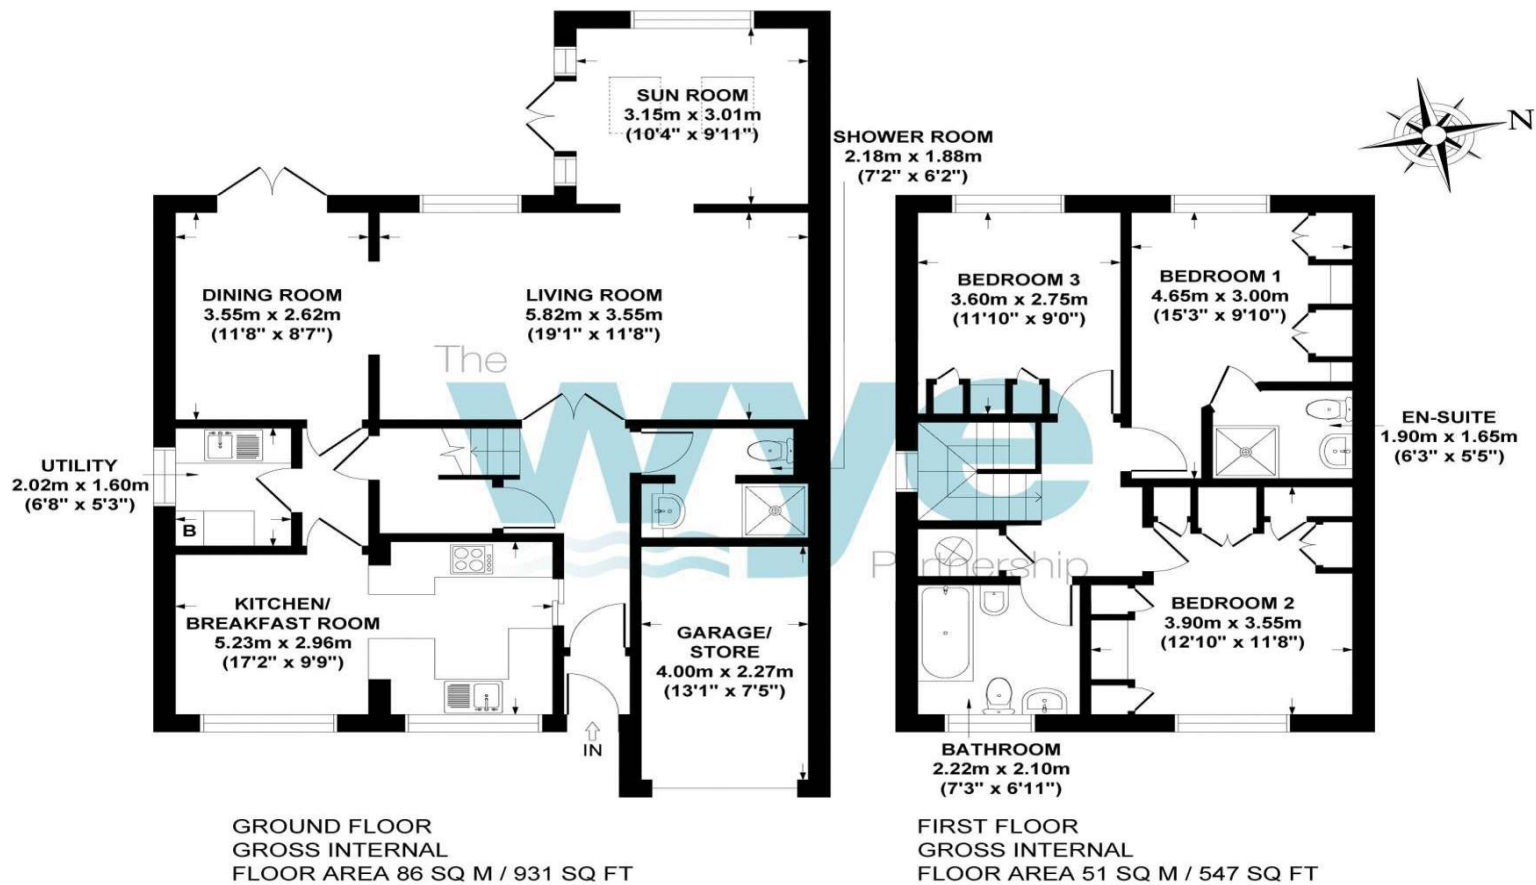 SUN ROOM
3.15m x 3.01m
(10'4" x 9'11")
SHOWER ROOM
2.18m x 1.88m
(7'2" x 6'2")
N
DINING ROOM
3.55m x 2.62m
(11'8" x 8'7")
LIVING ROOM
5.82m x 3.55m
(19'1" x 11'8")
BEDROOM 3
3.60m x 2.75m
(11'10" x 9'0")
BEDROOM 1
4.65m x 3.00m
(15'3" x 9'10")
The
wye
Partnership
EN-SUITE
1.90m x 1.65m
(6'3" x 5'5")
UTILITY
2.02m x 1.60m
(6'8" x 5'3")
B
KITCHEN/
BREAKFAST ROOM
5.23m x 2.96m
(17'2" x 9'9")
GARAGE/
STORE
4.00m x 2.27m
(13'1" x 7'5")
BEDROOM 2
3.90m x 3.55m
(12'10" x 11'8")
IN
BATHROOM
2.22m x 2.10m
(7'3" x 6'11")
GROUND FLOOR
GROSS INTERNAL
FLOOR AREA 86 SQ M / 931 SQ FT
FIRST FLOOR
GROSS INTERNAL
FLOOR AREA 51 SQ M / 547 SQ FT